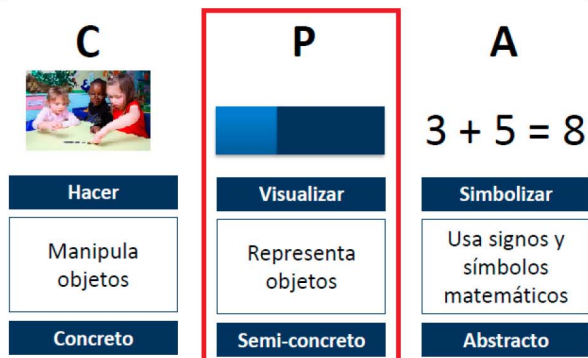 C
Hacer
Manipula
objetos
Concreto
P
Visualizar
Representa
objetos
Semi-concreto
A
3 + 5 = 8
Simbolizar
Usa signos y
símbolos
matemáticos
Abstracto